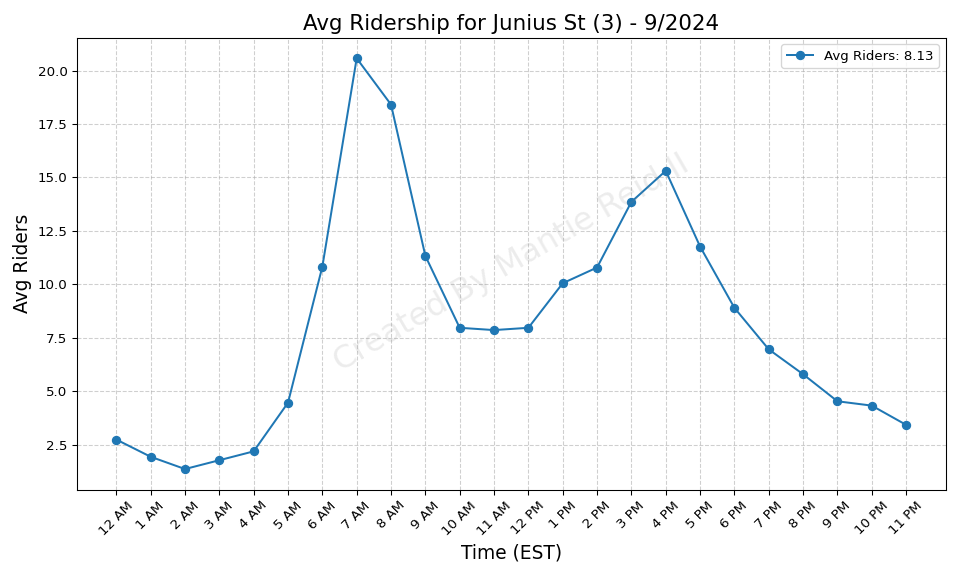 Avg Ridership for Junius St (3) - 9/2024
Avg Riders: 8.13
Avg Riders
20.0
17.5
15.0
12.5
10.0
7.5
5.0
2.5
Created By Mantie Reid II
12 AM
1 AM
2 AM
3 AM
4 AM
5 AM
6 AM
7 AM
8 AM
9 AM
10 AM
11 AM
12 PM
1 PM
2 PM
3 PM
4 PM
5 PM
6 PM
7 PM
8 PM
9 PM
10 PM
11 PM
Time (EST)